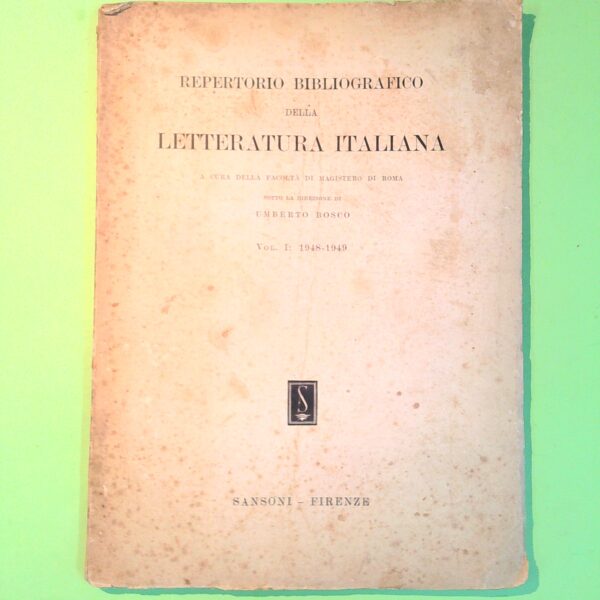 REPERTORIO BIBLIOGRAFICO
DELLA
LETTERATURA ITALIANA
A CURA DELLA FACOLTÀ DI MAGISTERO DI ROMA
SOTTO LA DIREZIONE DI
UMBERTO BOSCO
VOL. I: 1948-1949
S
SANSONI – FIRENZE